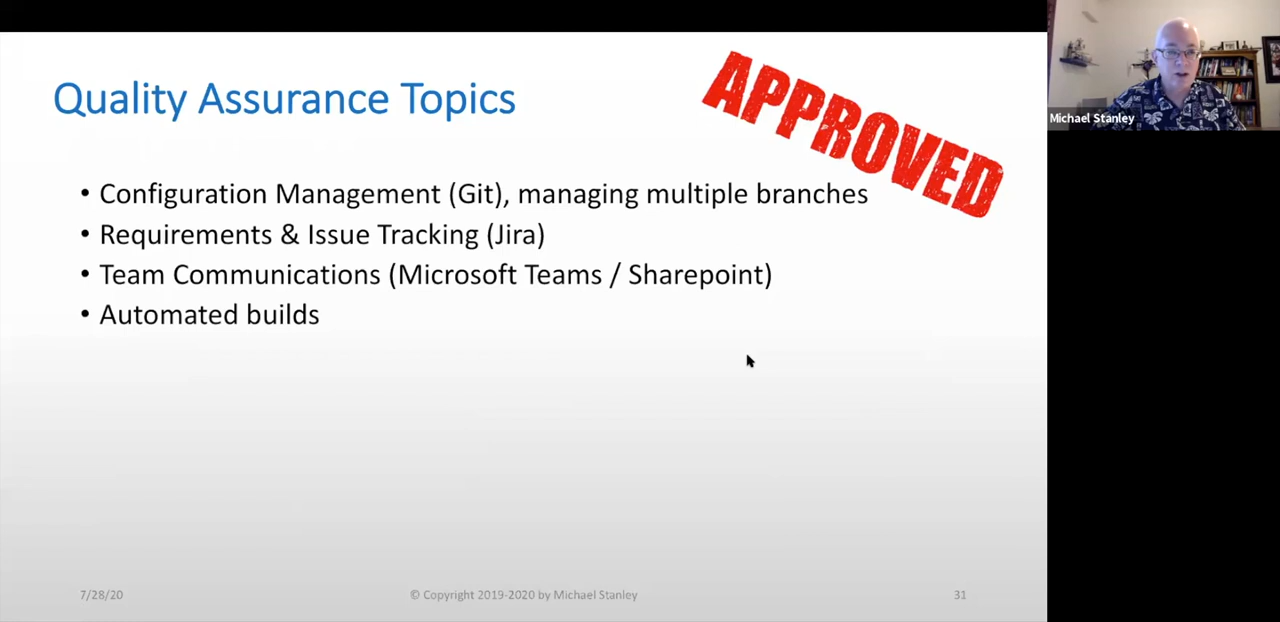 Quality Assurance Topics
APPROVED
• Configuration Management (Git), managing multiple branches
• Requirements & Issue Tracking (Jira)
• Team Communications (Microsoft Teams / Sharepoint)
• Automated builds
7/28/20
© Copyright 2019-2020 by Michael Stanley
31
Michael Stanley